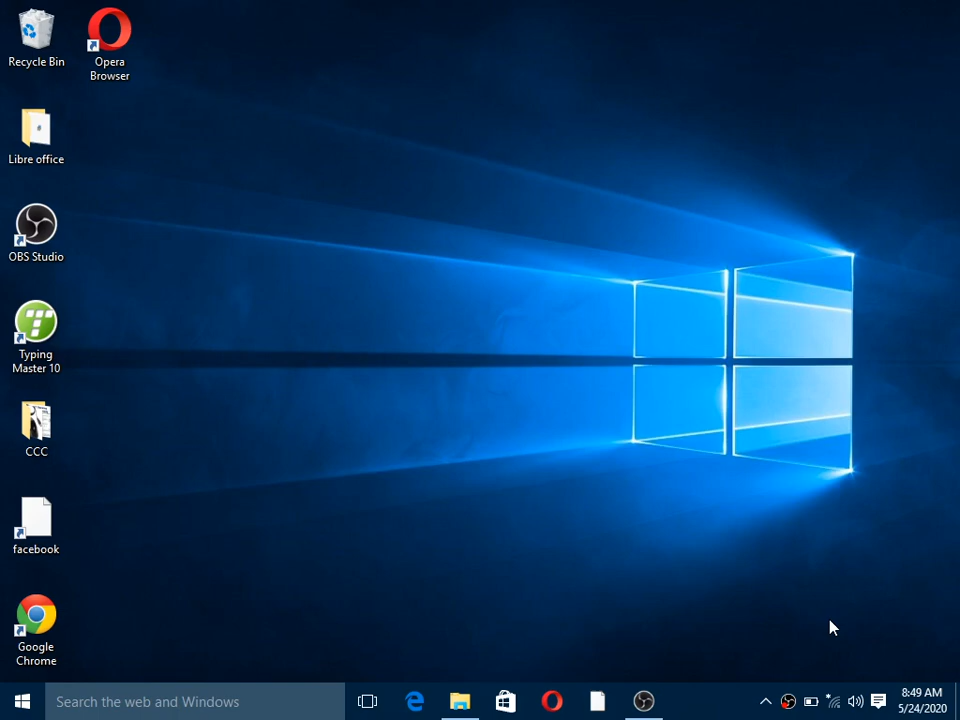 Recycle Bin
Opera
Browser
Libre office
OBS Studio
Typing
Master 10
CCC
facebook
Google
Chrome
Search the web and Windows
8:49 AM
5/24/2020